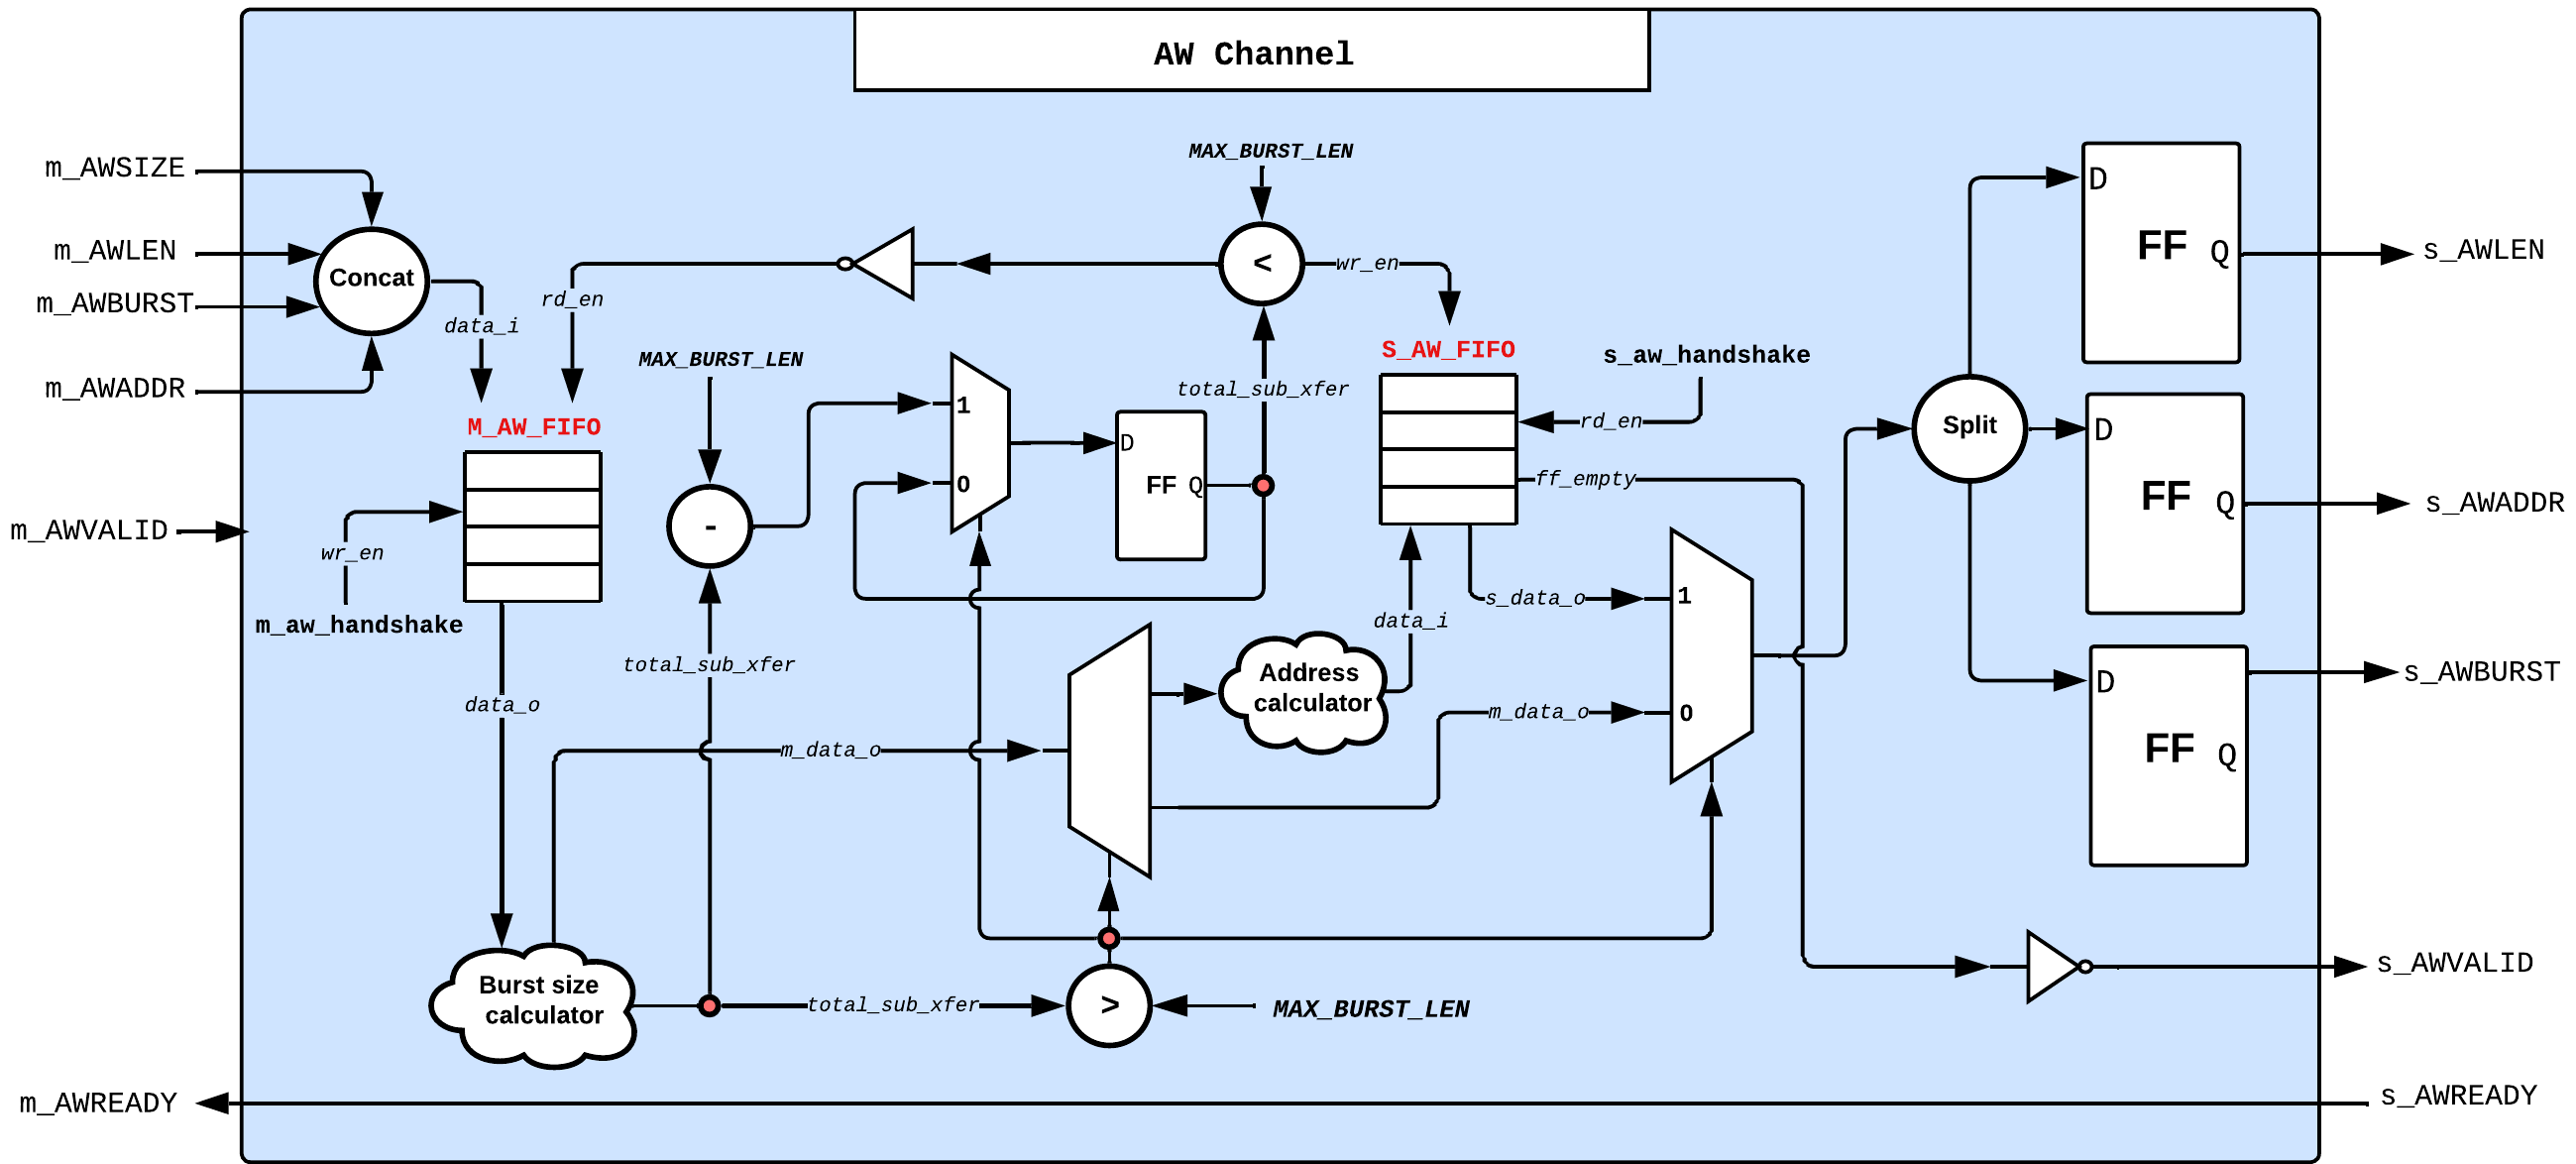 AW Channel
m_AWSIZE
m_AWLEN
m_AWBURST
m_AWADDR
Concat
data_i
rd_en
M_AW_FIFO
m_AWVALID
wr_en
m_aw_handshake
data_o
MAX_BURST_LEN
-
total_sub_xfer
1
0
D
FF Q
MAX_BURST_LEN
<
wr_en
total_sub_xfer
S_AW_FIFO
s_aw_handshake
rd_en
ff_empty
s_data_o
data_i
Address
calculator
m_data_o
m_data_o
1
0
Split
D
FF Q
s_AWLEN
D
FF Q
s_AWADDR
D
FF Q
s_AWBURST
s_AWVALID
Burst size
calculator
total_sub_xfer
>
MAX_BURST_LEN
m_AWREADY
s_AWREADY